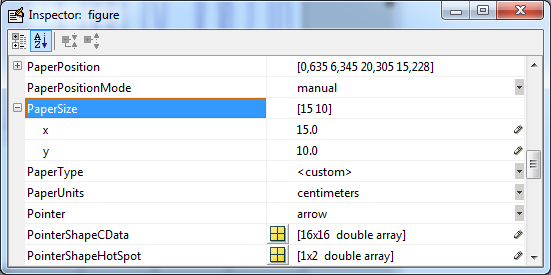 Inspector: figure
A
Z
PaperPosition [0,635 6,345 20,305 15,228]
PaperPositionMode manual
PaperSize [15 10]
x 15.0
y 10.0
PaperType <custom>
PaperUnits centimeters
Pointer arrow
PointerShapeCData [16x16 double array]
PointerShapeHotSpot [1x2 double array]